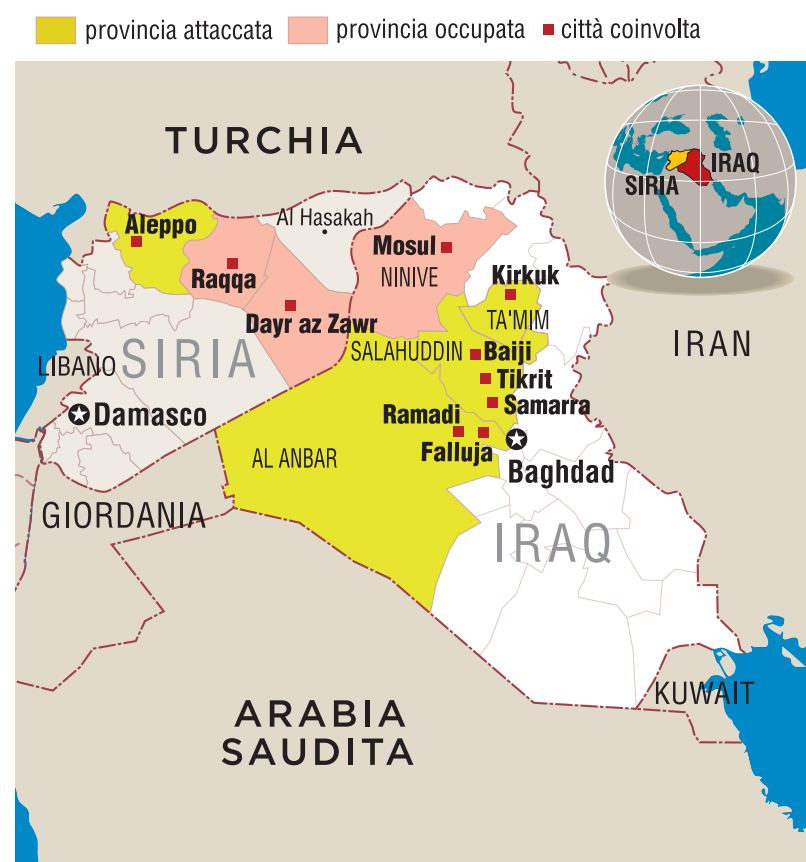 provincia attaccata
provincia occupata
città coinvolta
TURCHIA
IRAQ
SIRIA
Aleppo
Al Hasakah
Raqqa
Mosul
NINIVE
Kirkuk
Dayr az Zawr
TA'MIM
IRAN
LIBANO
SIRIA
SALAHUDDIN
Baiji
Tikrit
Samarra
Damasco
Ramadi
Falluja
Baghdad
AL ANBAR
GIORDANIA
IRAQ
KUWAIT
ARABIA
SAUDITA